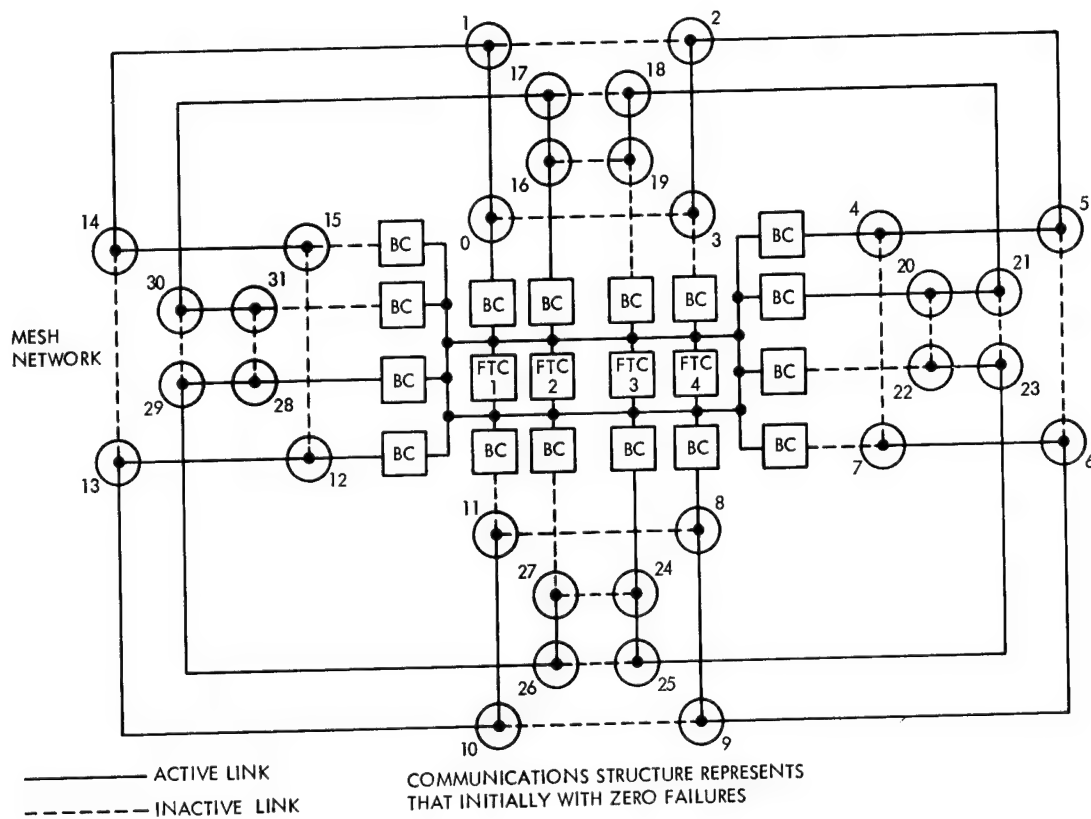 1
2
17
18
16
19
14
15
0
3
4
5
BC
BC
30
31
BC
BC
BC
BC
BC
BC
20
21
MESH
NETWORK
FTC
1
FTC
2
FTC
3
FTC
4
29
28
BC
BC
22
23
13
12
BC
BC
BC
BC
BC
BC
7
6
11
8
27
24
26
25
10
9
ACTIVE LINK
INACTIVE LINK
COMMUNICATIONS STRUCTURE REPRESENTS
THAT INITIALLY WITH ZERO FAILURES